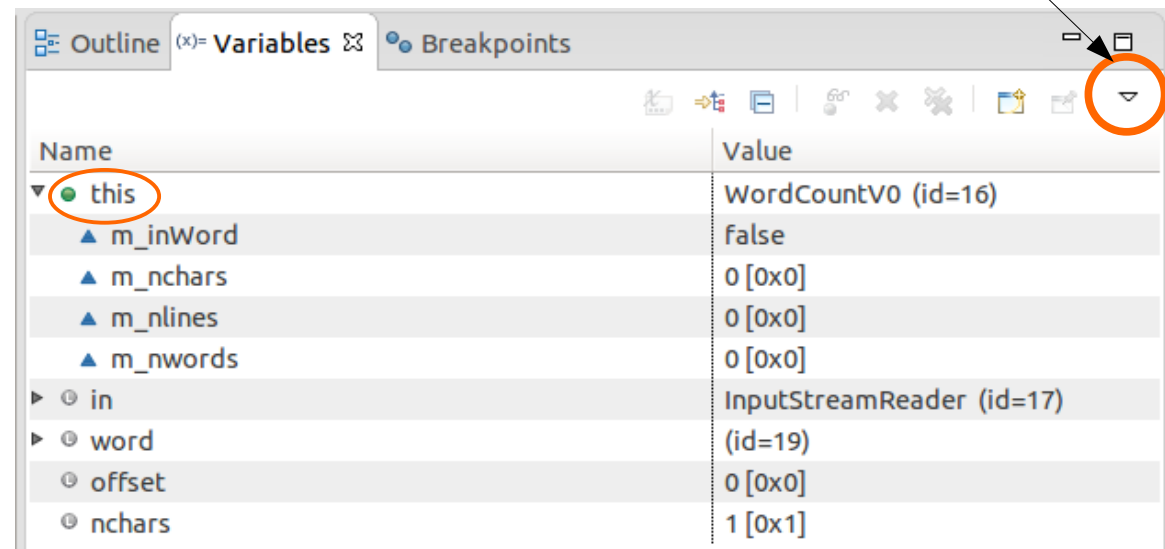 Outline (x)= Variables Breakpoints
Name Value
this WordCountV0 (id=16)
m_inWord false
m_nchars 0 [0x0]
m_nlines 0 [0x0]
m_nwords 0 [0x0]
in InputStreamReader (id=17)
word (id=19)
offset 0 [0x0]
nchars 1 [0x1]